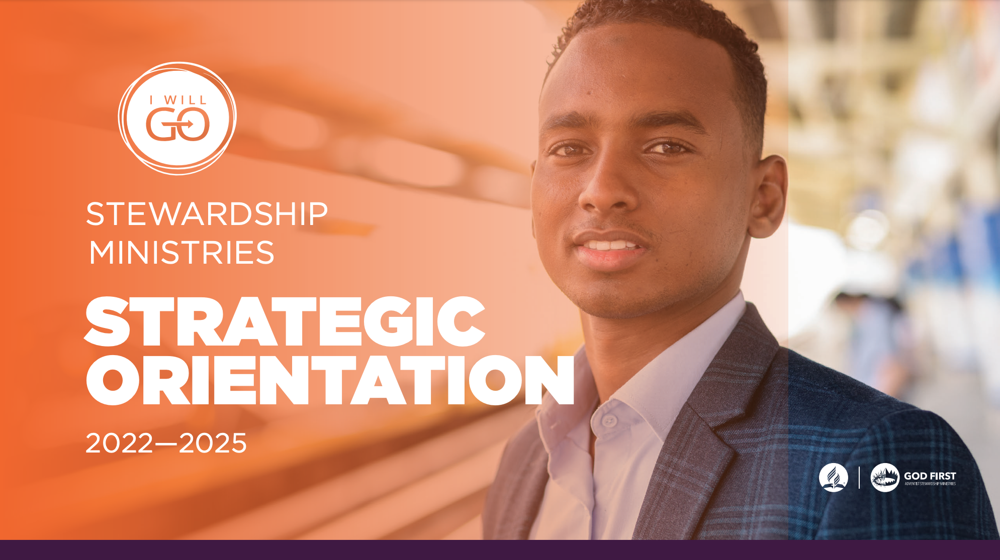 I WILL
GO
STEWARDSHIP
MINISTRIES
STRATEGIC
ORIENTATION
2022—2025
GOD FIRST
ADVENTIST STEWARDSHIP MINISTRIES